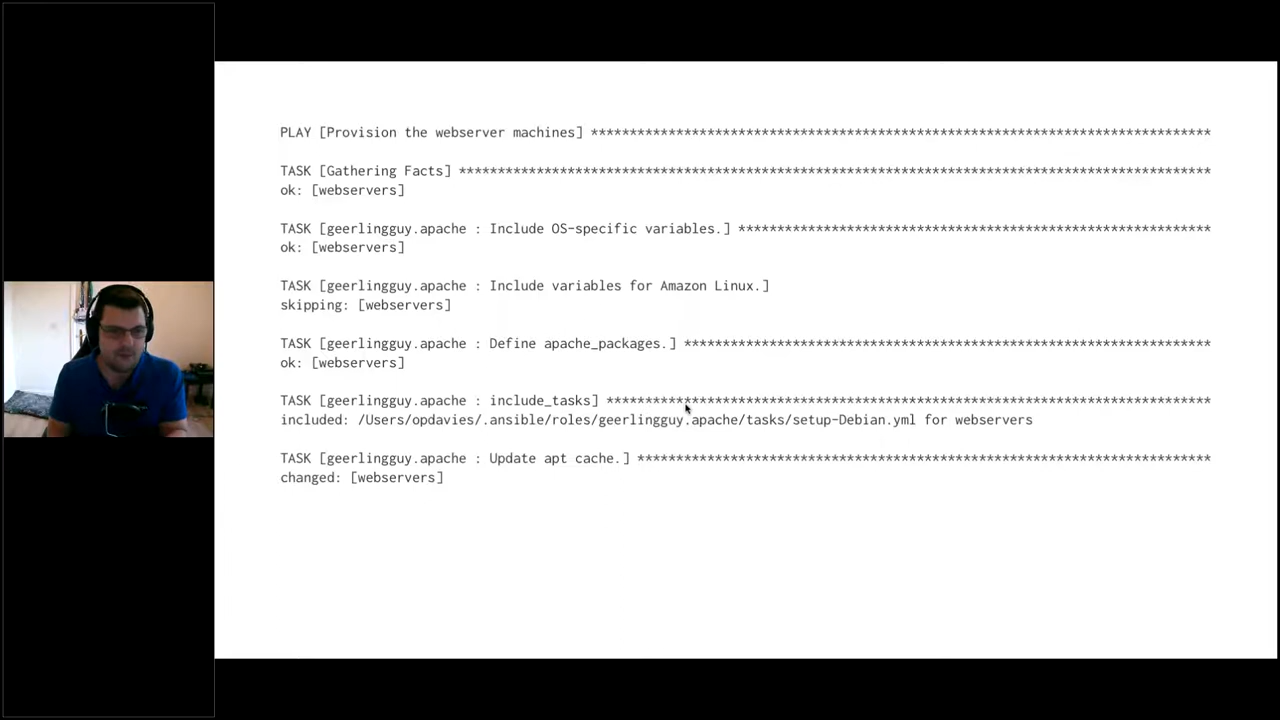 PLAY [Provision the webserver machines] ********************************************************************************
TASK [Gathering Facts] *************************************************************************************************
ok: [webservers]
TASK [geerlingguy.apache : Include OS-specific variables.] *************************************************************
ok: [webservers]
TASK [geerlingguy.apache : Include variables for Amazon Linux.]
skipping: [webservers]
TASK [geerlingguy.apache : Define apache_packages.] ********************************************************************
ok: [webservers]
TASK [geerlingguy.apache : include_tasks] ******************************************************************************
included: /Users/opdavies/.ansible/roles/geerlingguy.apache/tasks/setup-Debian.yml for webservers
TASK [geerlingguy.apache : Update apt cache.] **************************************************************************
changed: [webservers]